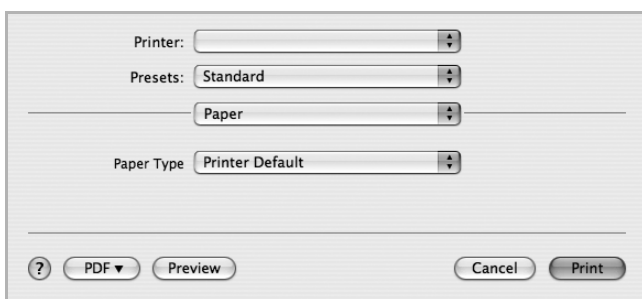 Printer:
Presets: Standard
Paper
Paper Type Printer Default
? PDF Preview Cancel Print